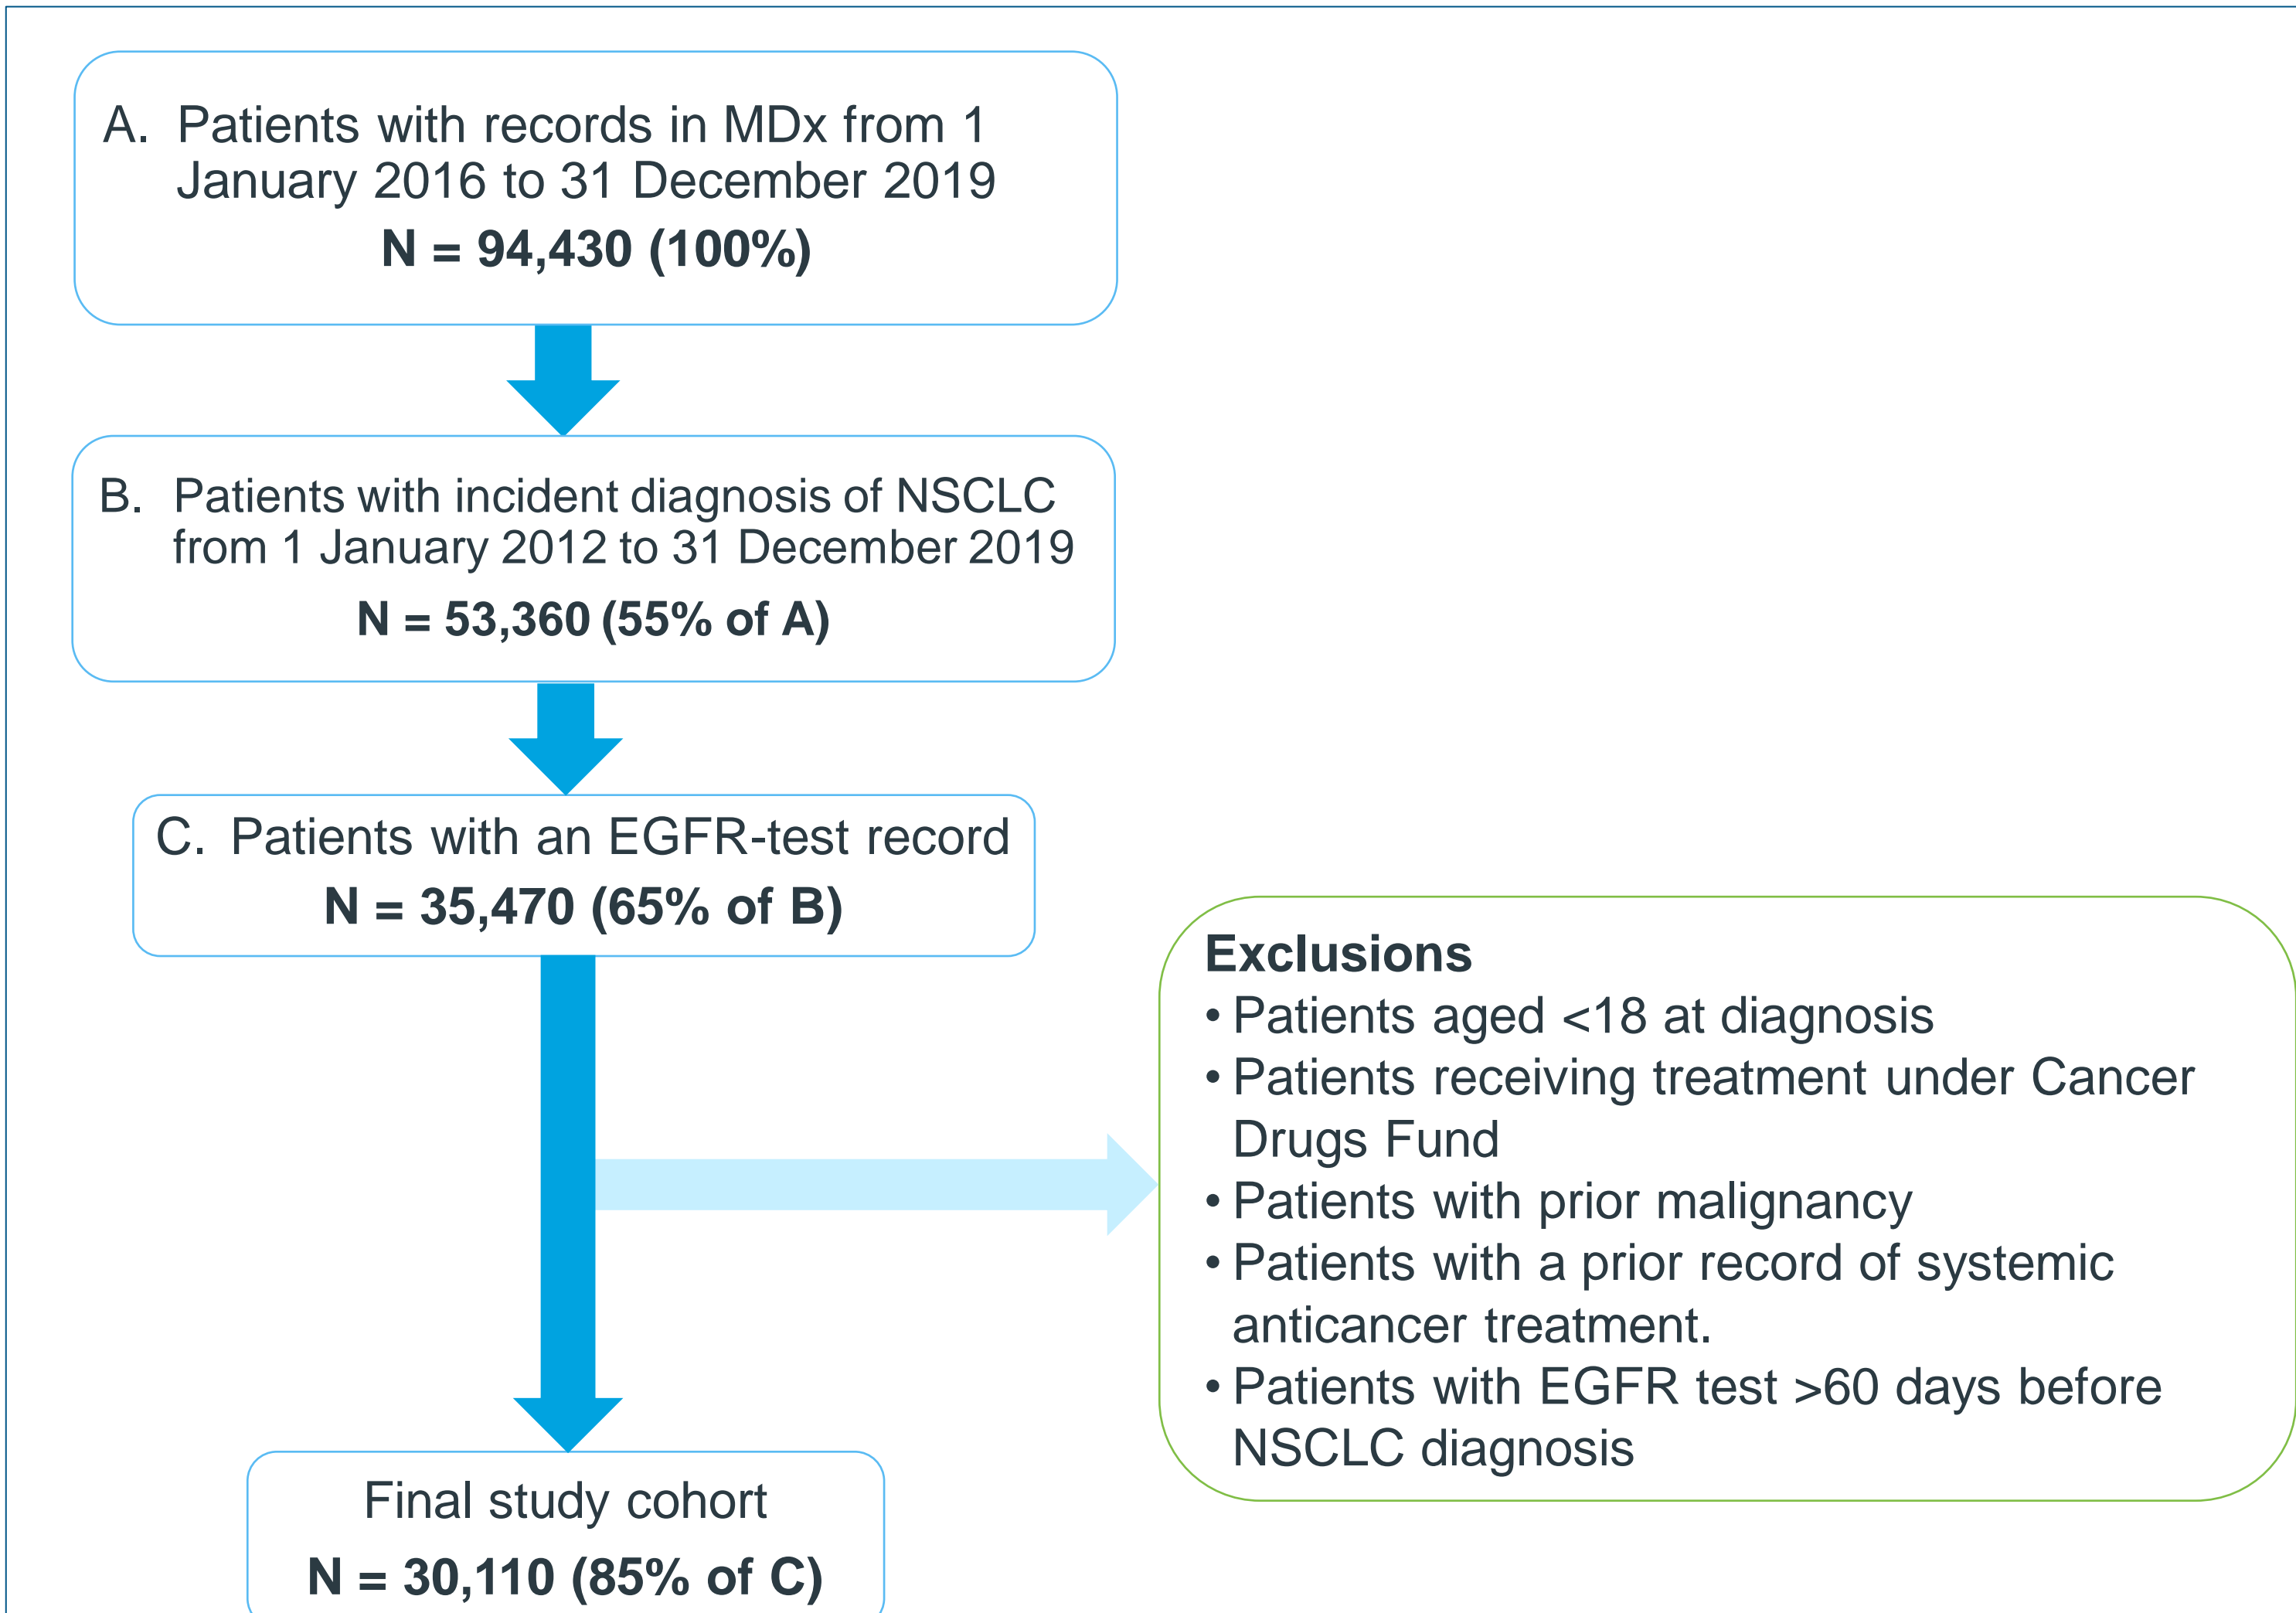 A. Patients with records in MDx from 1
January 2016 to 31 December 2019
N = 94,430 (100%)
B. Patients with incident diagnosis of NSCLC
from 1 January 2012 to 31 December 2019
N = 53,360 (55% of A)
C. Patients with an EGFR-test record
N = 35,470 (65% of B)
Exclusions
• Patients aged <18 at diagnosis
• Patients receiving treatment under Cancer
Drugs Fund
• Patients with prior malignancy
• Patients with a prior record of systemic
anticancer treatment.
• Patients with EGFR test >60 days before
NSCLC diagnosis
Final study cohort
N = 30,110 (85% of C)